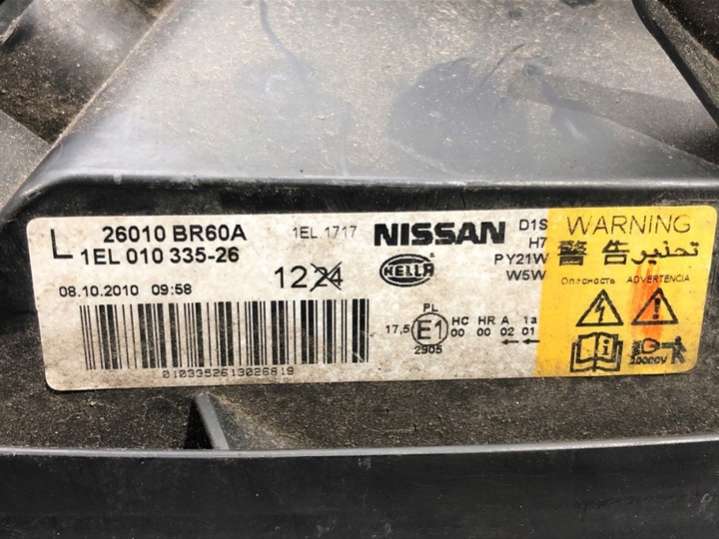 L 26010 BR60A
1EL 010 335-26
08.10.2010 09:58
0103352613026819
1EL 1717 NISSAN
1224
HELLA
D1S
H7
PY21W
W5W
PL
17,5 E1 HC HR A 1a
00 00 02 01
2905
WARNING
警告 تحذير
Опасность ADVERTENCIA
20000V